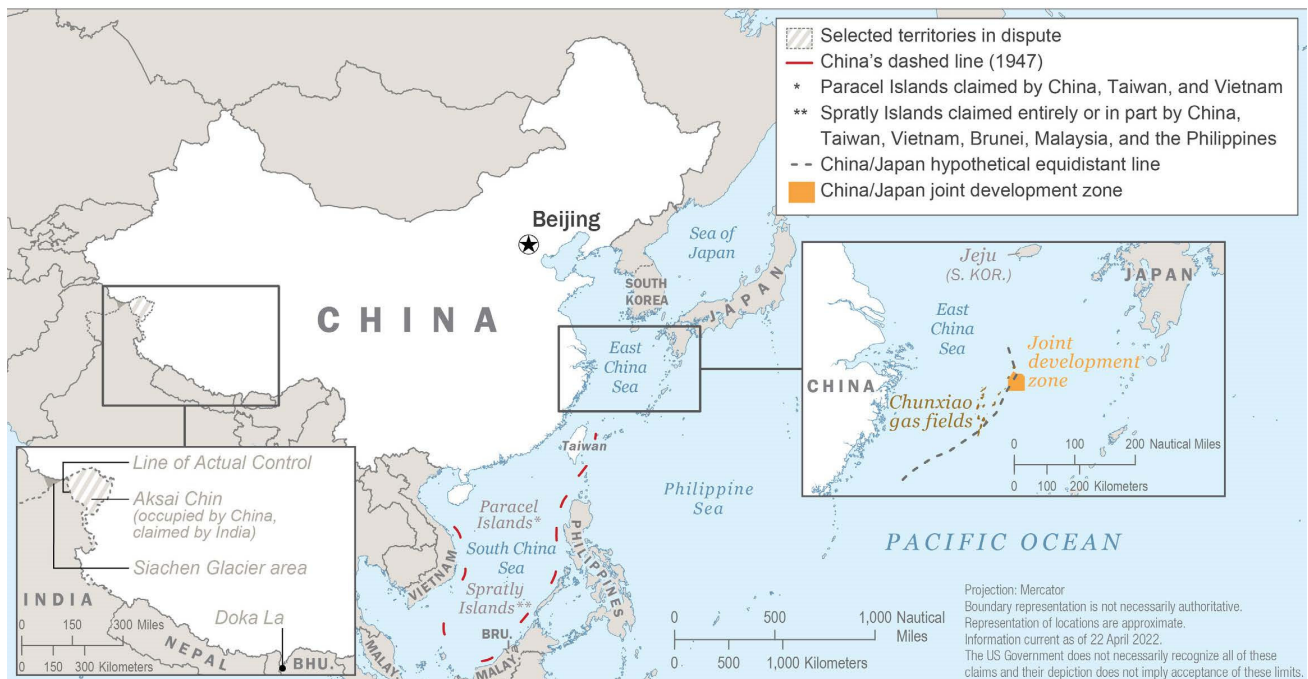 Selected territories in dispute
China's dashed line (1947)
* Paracel Islands claimed by China, Taiwan, and Vietnam
** Spratly Islands claimed entirely or in part by China,
Taiwan, Vietnam, Brunei, Malaysia, and the Philippines
China/Japan hypothetical equidistant line
China/Japan joint development zone
Beijing
Sea of
Japan
SOUTH
KOREA
JAPAN
CHINA
East
China
Sea
Taiwan
Philippine
Sea
Paracel
Islands*
South China
Sea
Spratly
Islands**
VIETNAM
PHILIPPINES
BRU.
MALAY.
MALAY.
PACIFIC OCEAN
0 500 1,000 Nautical
Miles
0 500 1,000 Kilometers
Jeju
(S. KOR.)
JAPAN
East
China
Sea
Joint
development
zone
CHINA
Chunxiao
gas fields
0 100 200 Nautical Miles
0 100 200 Kilometers
Line of Actual Control
Aksai Chin
(occupied by China,
claimed by India)
Siachen Glacier area
INDIA
Doka La
0 150 300 Miles
0 150 300 Kilometers
NEPAL
BHU.
Projection: Mercator
Boundary representation is not necessarily authoritative.
Representation of locations are approximate.
Information current as of 22 April 2022.
The US Government does not necessarily recognize all of these
claims and their depiction does not imply acceptance of these limits.